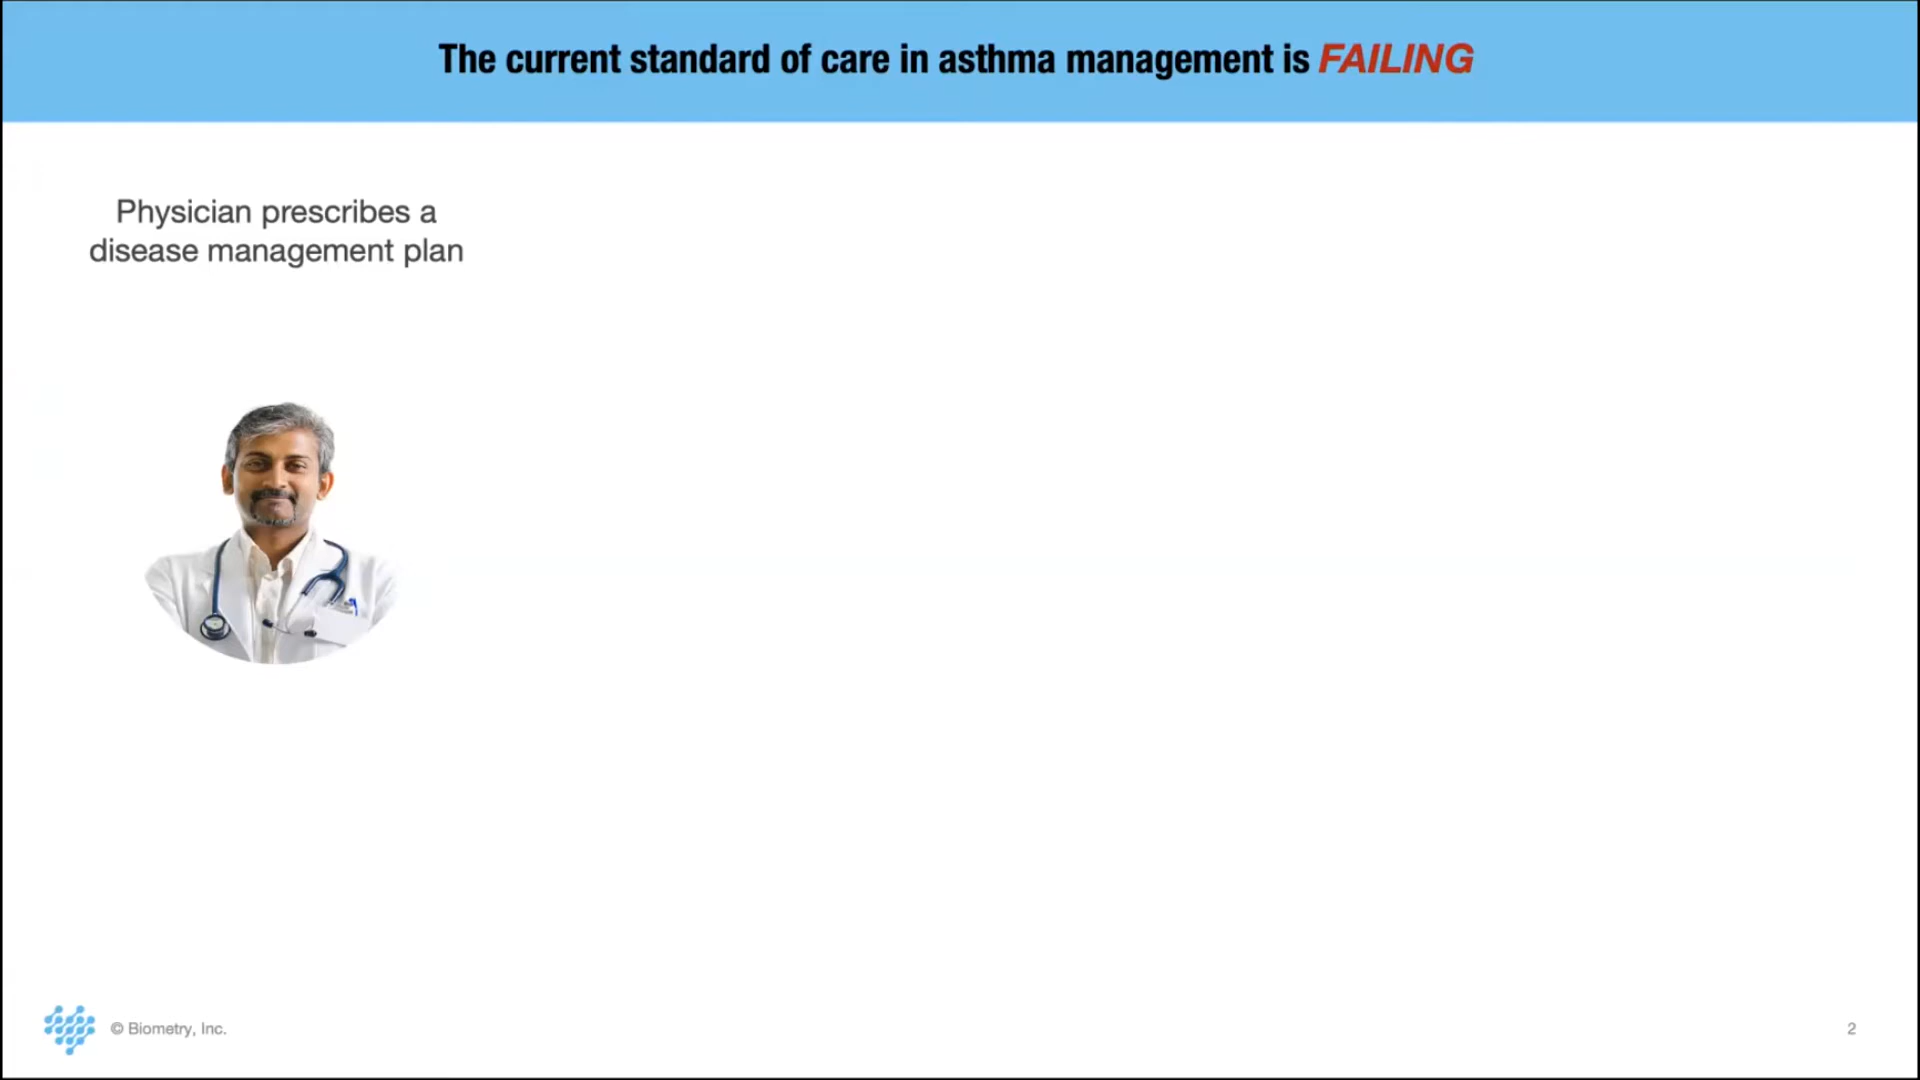 The current standard of care in asthma management is FAILING
Physician prescribes a
disease management plan
© Biometry, Inc.
2